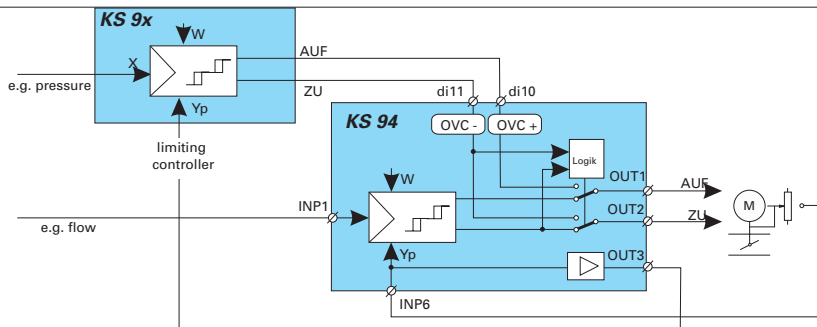 KS 9x
W
AUF
X
e.g. pressure
ZU
di11
di10
Yp
KS 94
OVC -
OVC +
limiting
controller
Logik
OUT1
W
AUF
INP1
M
OUT2
ZU
e.g. flow
Yp
OUT3
INP6